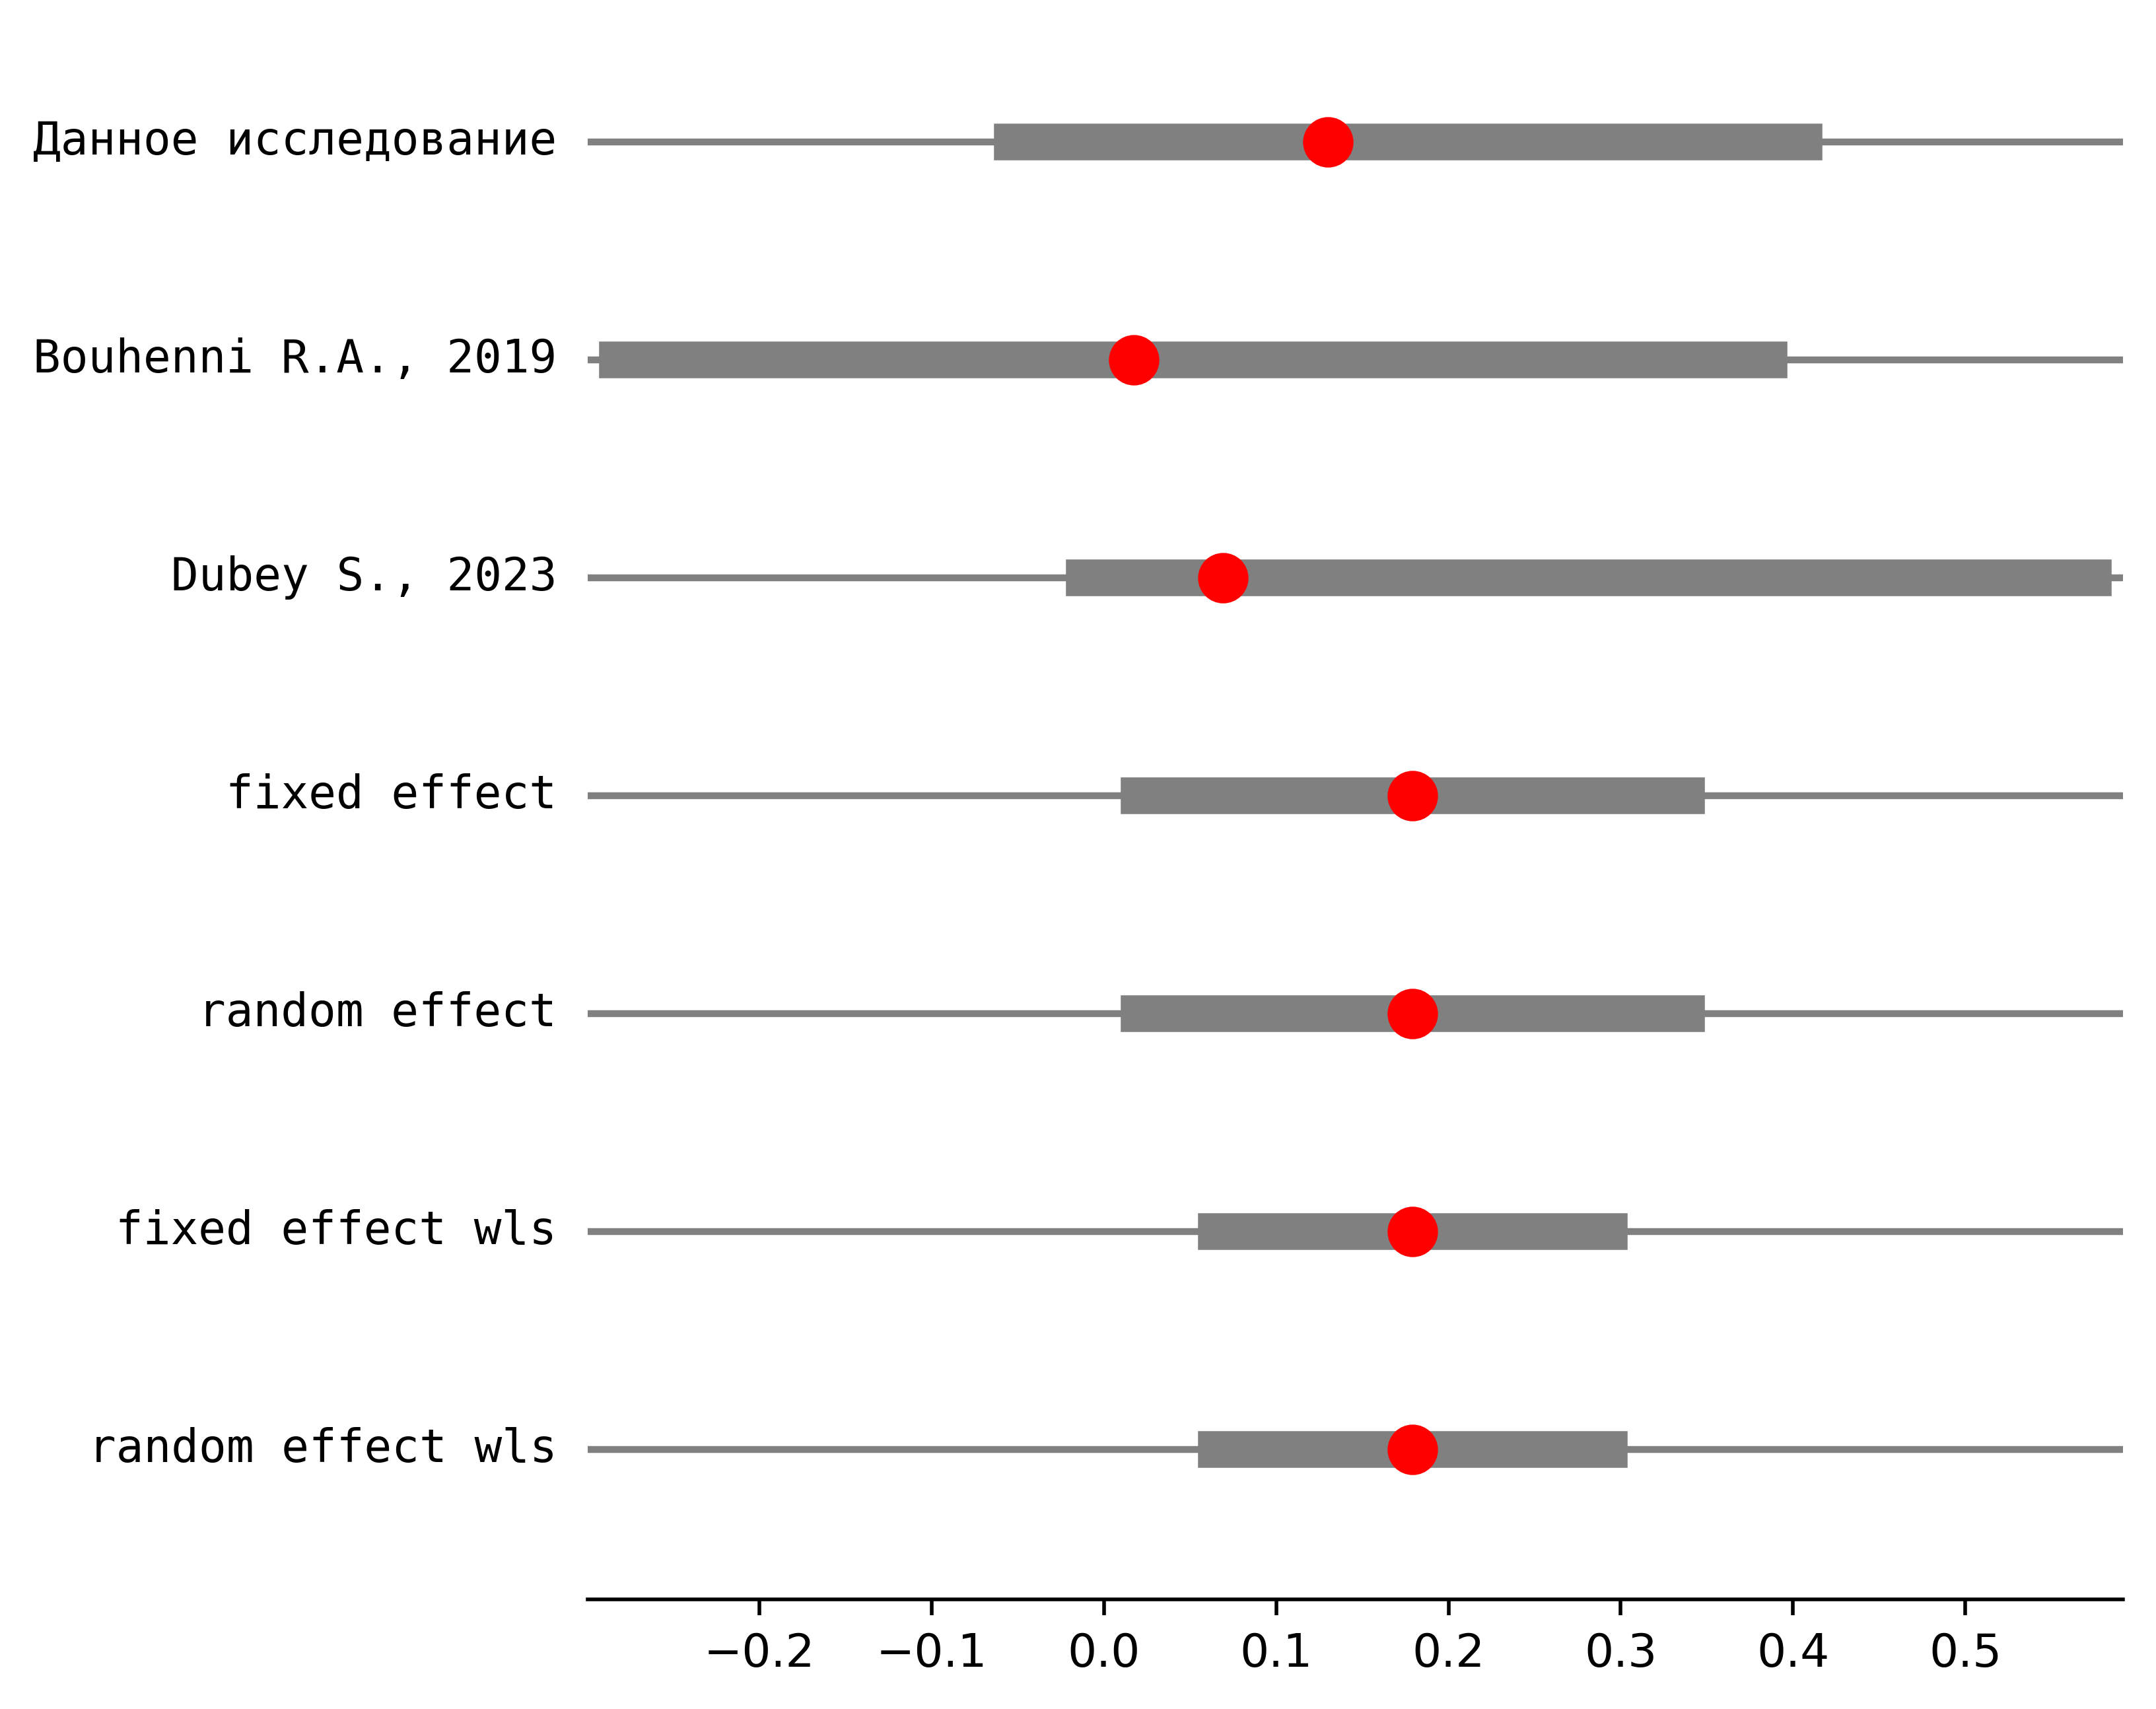 Данное исследование
Bouhenni R.A., 2019
Dubey S., 2023
fixed effect
random effect
fixed effect wls
random effect wls
−0.2 −0.1 0.0 0.1 0.2 0.3 0.4 0.5